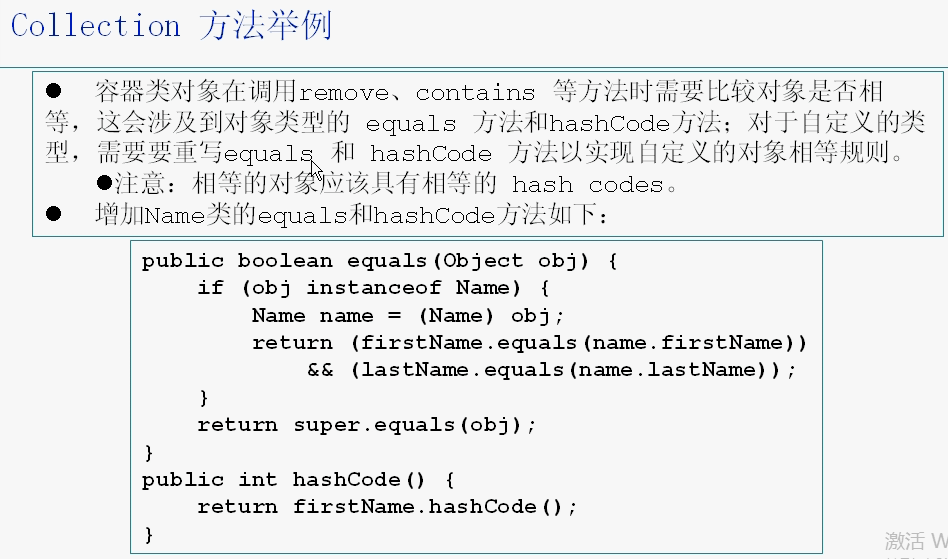 Collection 方法举例
● 容器类对象在调用remove、contains 等方法时需要比较对象是否相
等，这会涉及到对象类型的 equals 方法和hashCode方法；对于自定义的类
型，需要要重写equals 和 hashCode 方法以实现自定义的对象相等规则。
●注意：相等的对象应该具有相等的 hash codes。
● 增加Name类的equals和hashCode方法如下：
public boolean equals(Object obj) {
    if (obj instanceof Name) {
        Name name = (Name) obj;
        return (firstName.equals(name.firstName))
            && (lastName.equals(name.lastName));
    }
    return super.equals(obj);
}
public int hashCode() {
    return firstName.hashCode();
}
激活 W